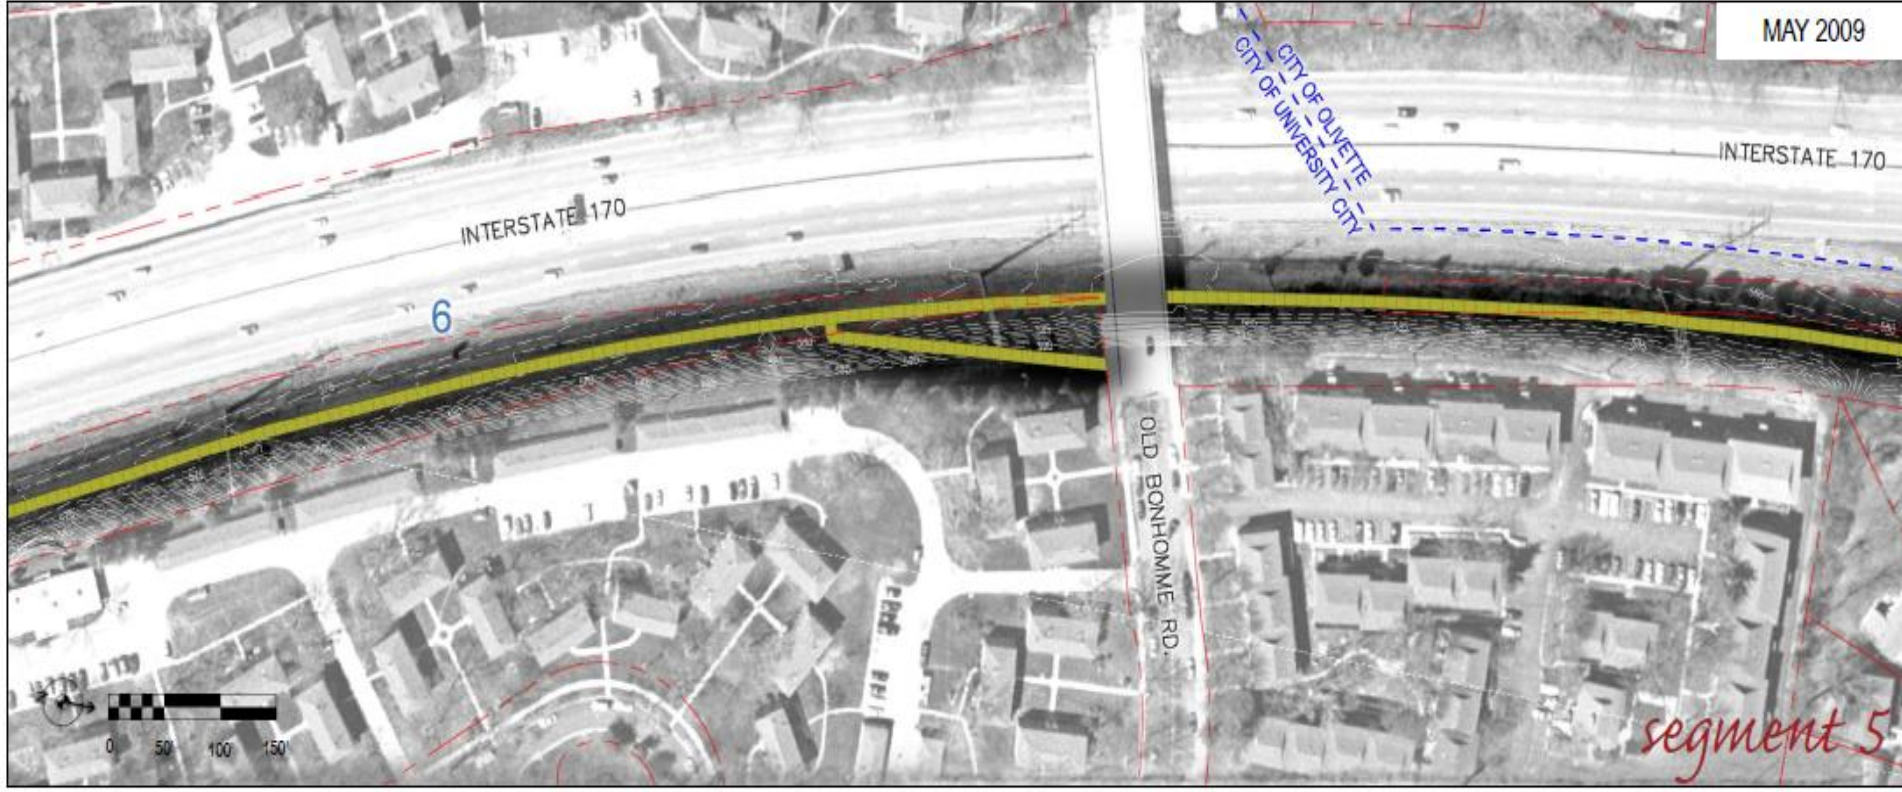 MAY 2009
CITY OF OLIVETTE
CITY OF UNIVERSITY CITY
INTERSTATE 170
INTERSTATE 170
6
OLD BONHOMME RD.
segment 5
0 50' 100' 150'